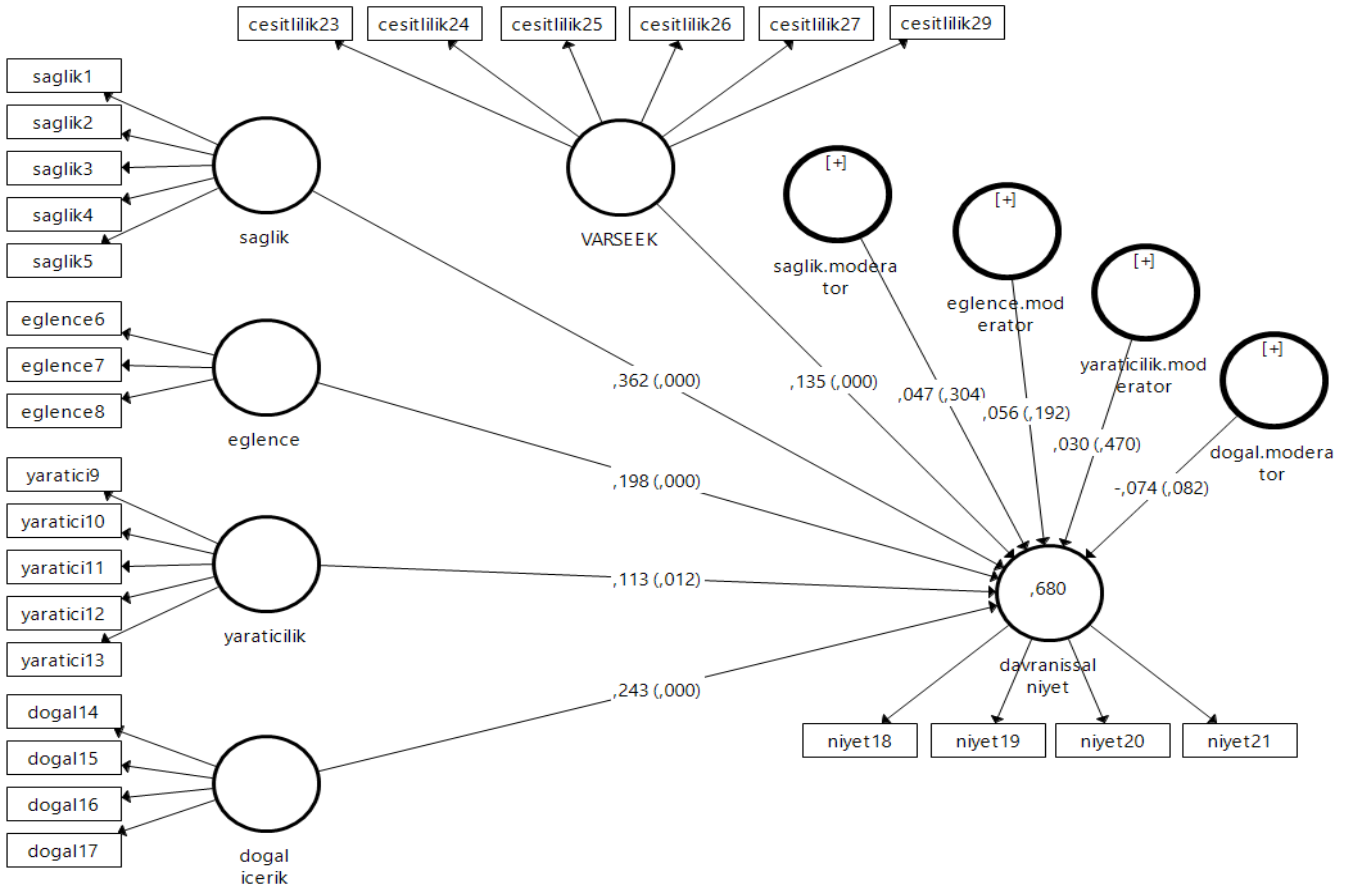 cesitlilik23
cesitlilik24
cesitlilik25
cesitlilik26
cesitlilik27
cesitlilik29
saglik1
saglik2
saglik3
saglik4
saglik5
saglik
VARSEEK
[+]
saglik.modera
tor
[+]
eglence.mod
erator
[+]
yaraticilik.mod
erator
[+]
dogal.modera
tor
eglence6
eglence7
eglence8
eglence
,362 (,000)
,135 (,000)
,047 (,304)
,056 (,192)
,030 (,470)
-,074 (,082)
,198 (,000)
yaratici9
yaratici10
yaratici11
yaratici12
yaratici13
yaraticilik
,113 (,012)
,680
davranissal
niyet
,243 (,000)
dogal14
dogal15
dogal16
dogal17
dogal
icerik
niyet18
niyet19
niyet20
niyet21